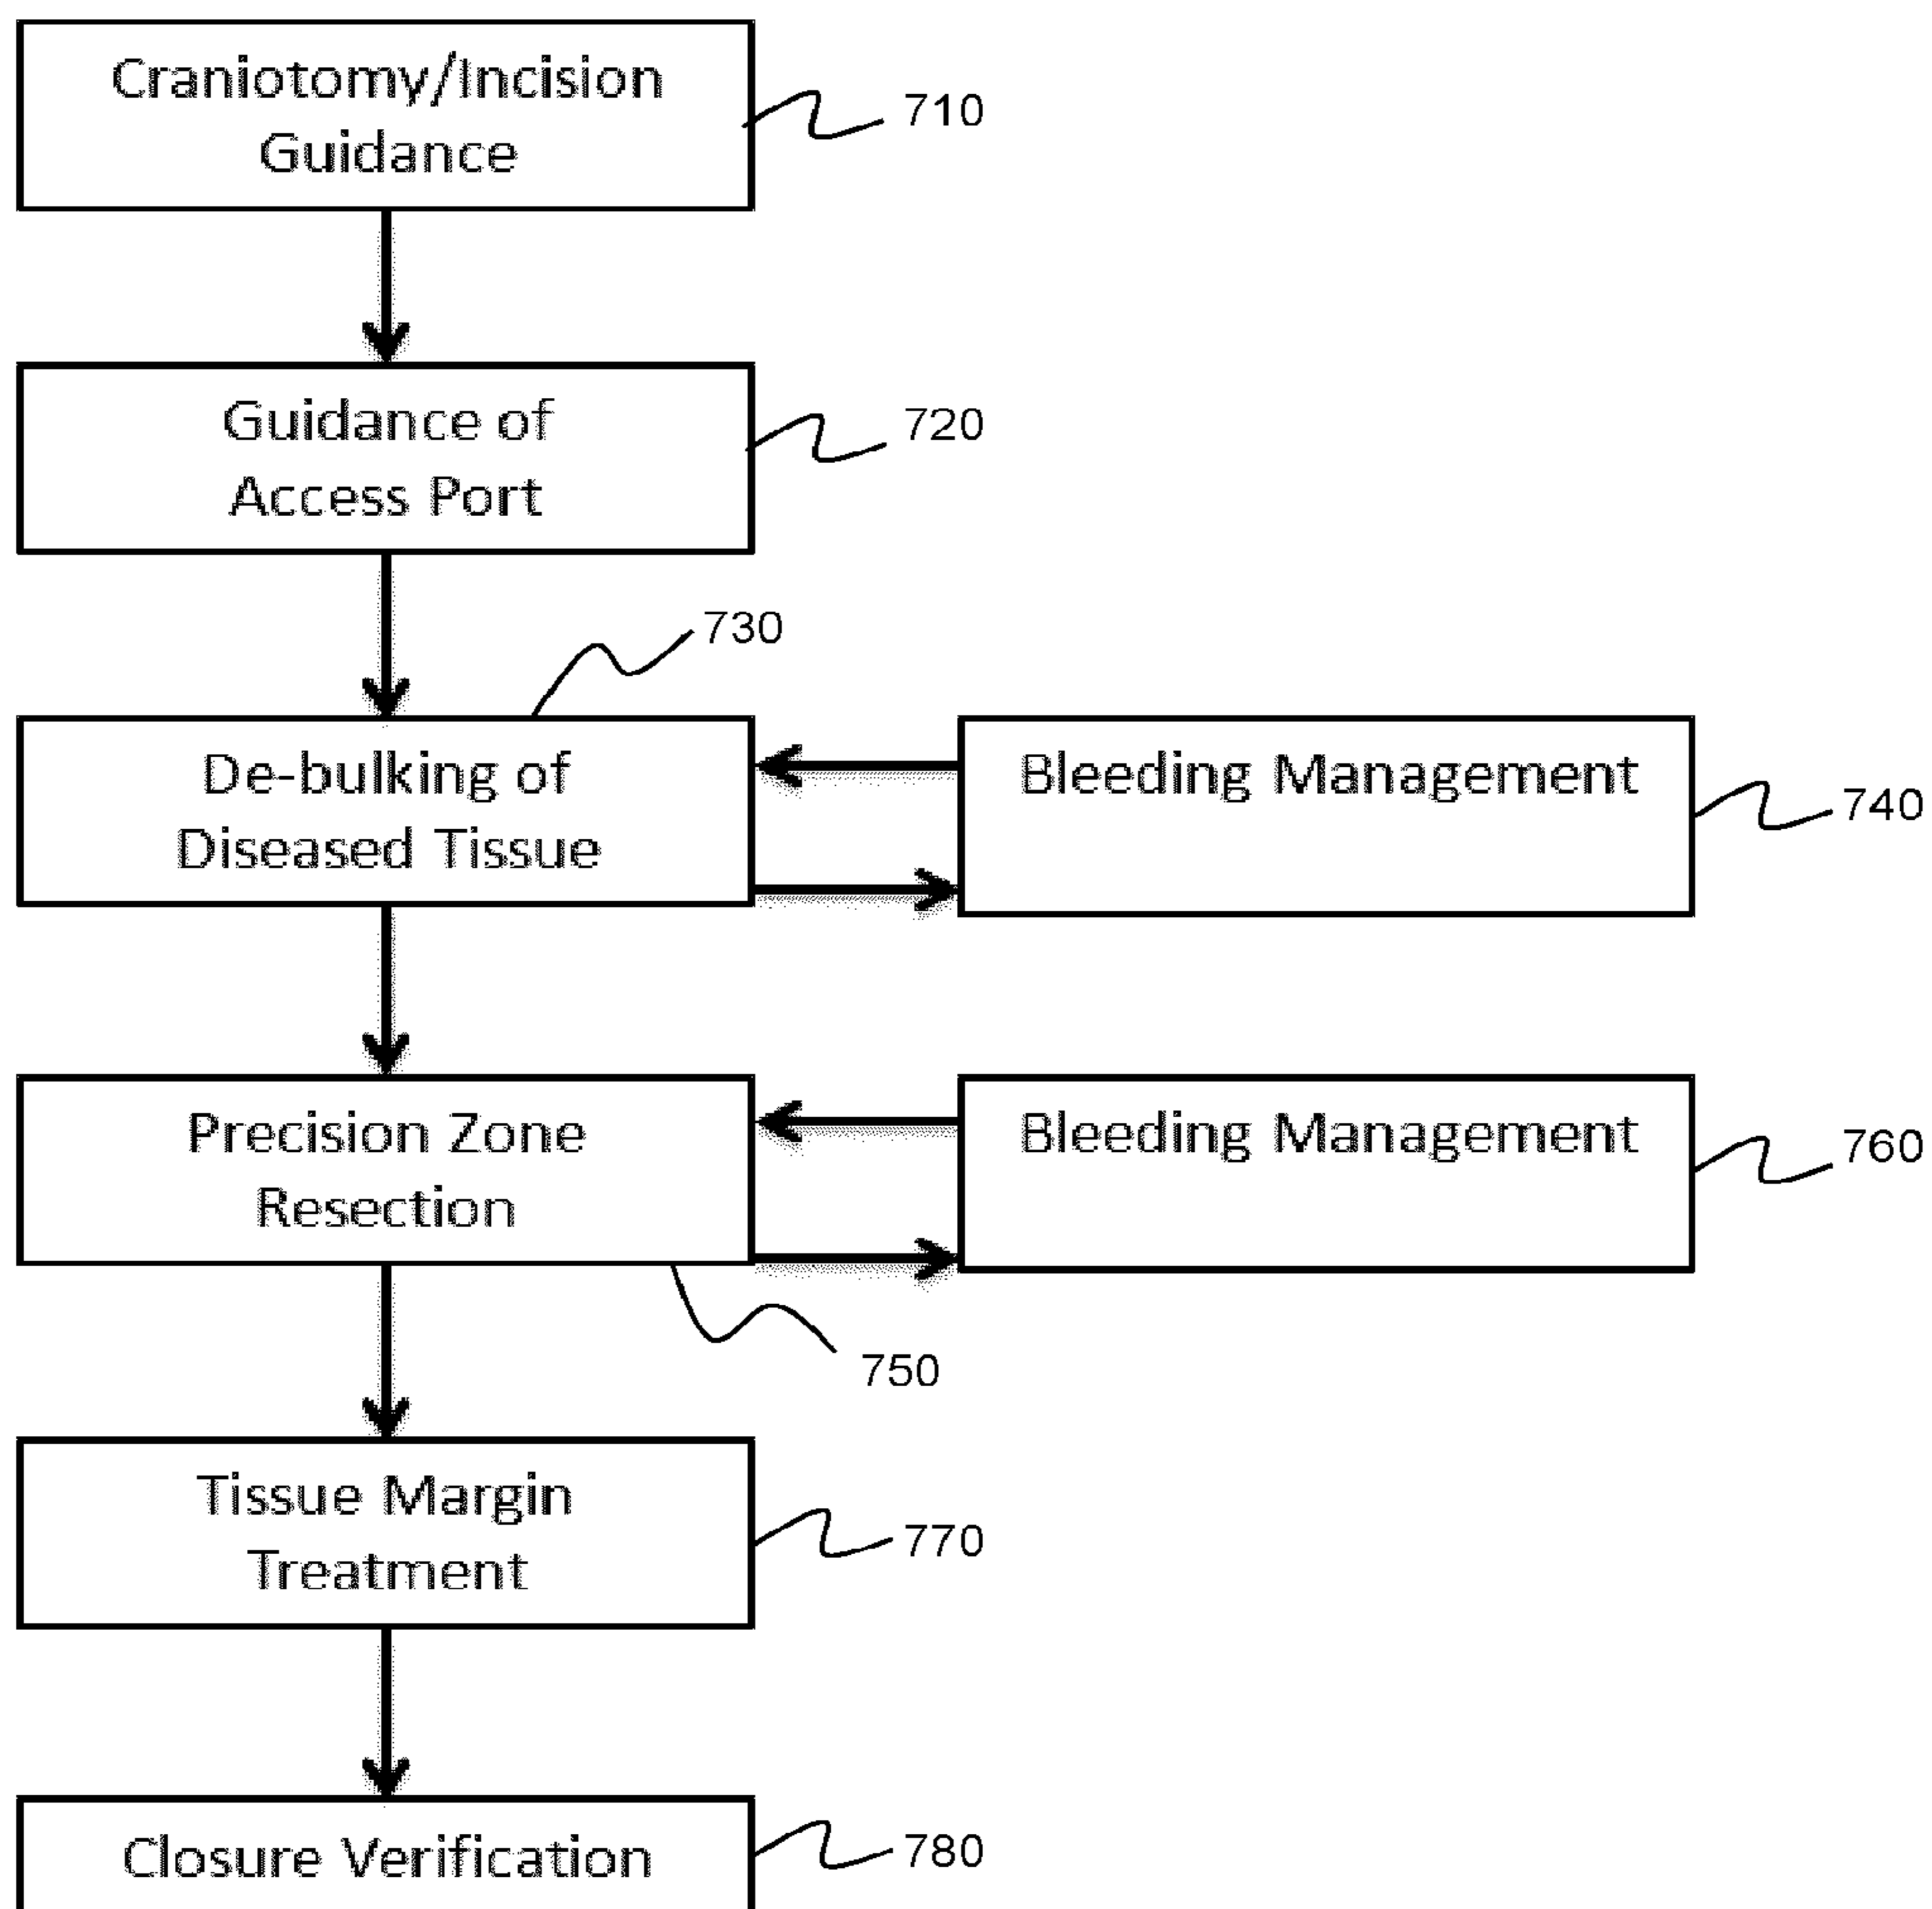 Craniotomy/Incision
Guidance
710
Guidance of
Access Port
720
730
De-bulking of
Diseased Tissue
Bleeding Management
740
Precision Zone
Resection
Bleeding Management
760
750
Tissue Margin
Treatment
770
Closure Verification
780